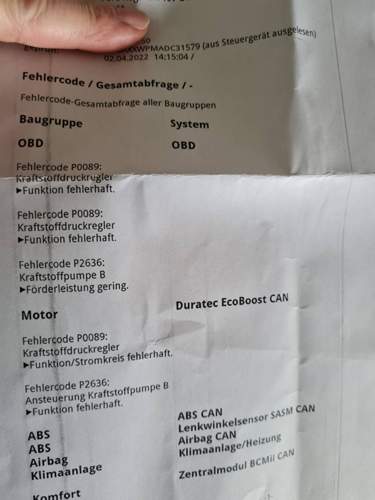 XWPMADC31579 (aus Steuergerät ausgelesen)
02.04.2022 14:15:04 /
Fehlercode / Gesamtabfrage / -
Fehlercode-Gesamtabfrage aller Baugruppen
Baugruppe System
OBD OBD
Fehlercode P0089:
Kraftstoffdruckregler
►Funktion fehlerhaft.
Fehlercode P0089:
Kraftstoffdruckregler
►Funktion fehlerhaft.
Fehlercode P2636:
Kraftstoffpumpe B
►Förderleistung gering.
Motor Duratec EcoBoost CAN
Fehlercode P0089:
Kraftstoffdruckregler
►Funktion/Stromkreis fehlerhaft.
Fehlercode P2636:
Ansteuerung Kraftstoffpumpe B
►Funktion fehlerhaft.
ABS ABS CAN
ABS Lenkwinkelsensor SASM CAN
Airbag Airbag CAN
Klimaanlage Klimaanlage/Heizung
Komfort Zentralmodul BCMii CAN